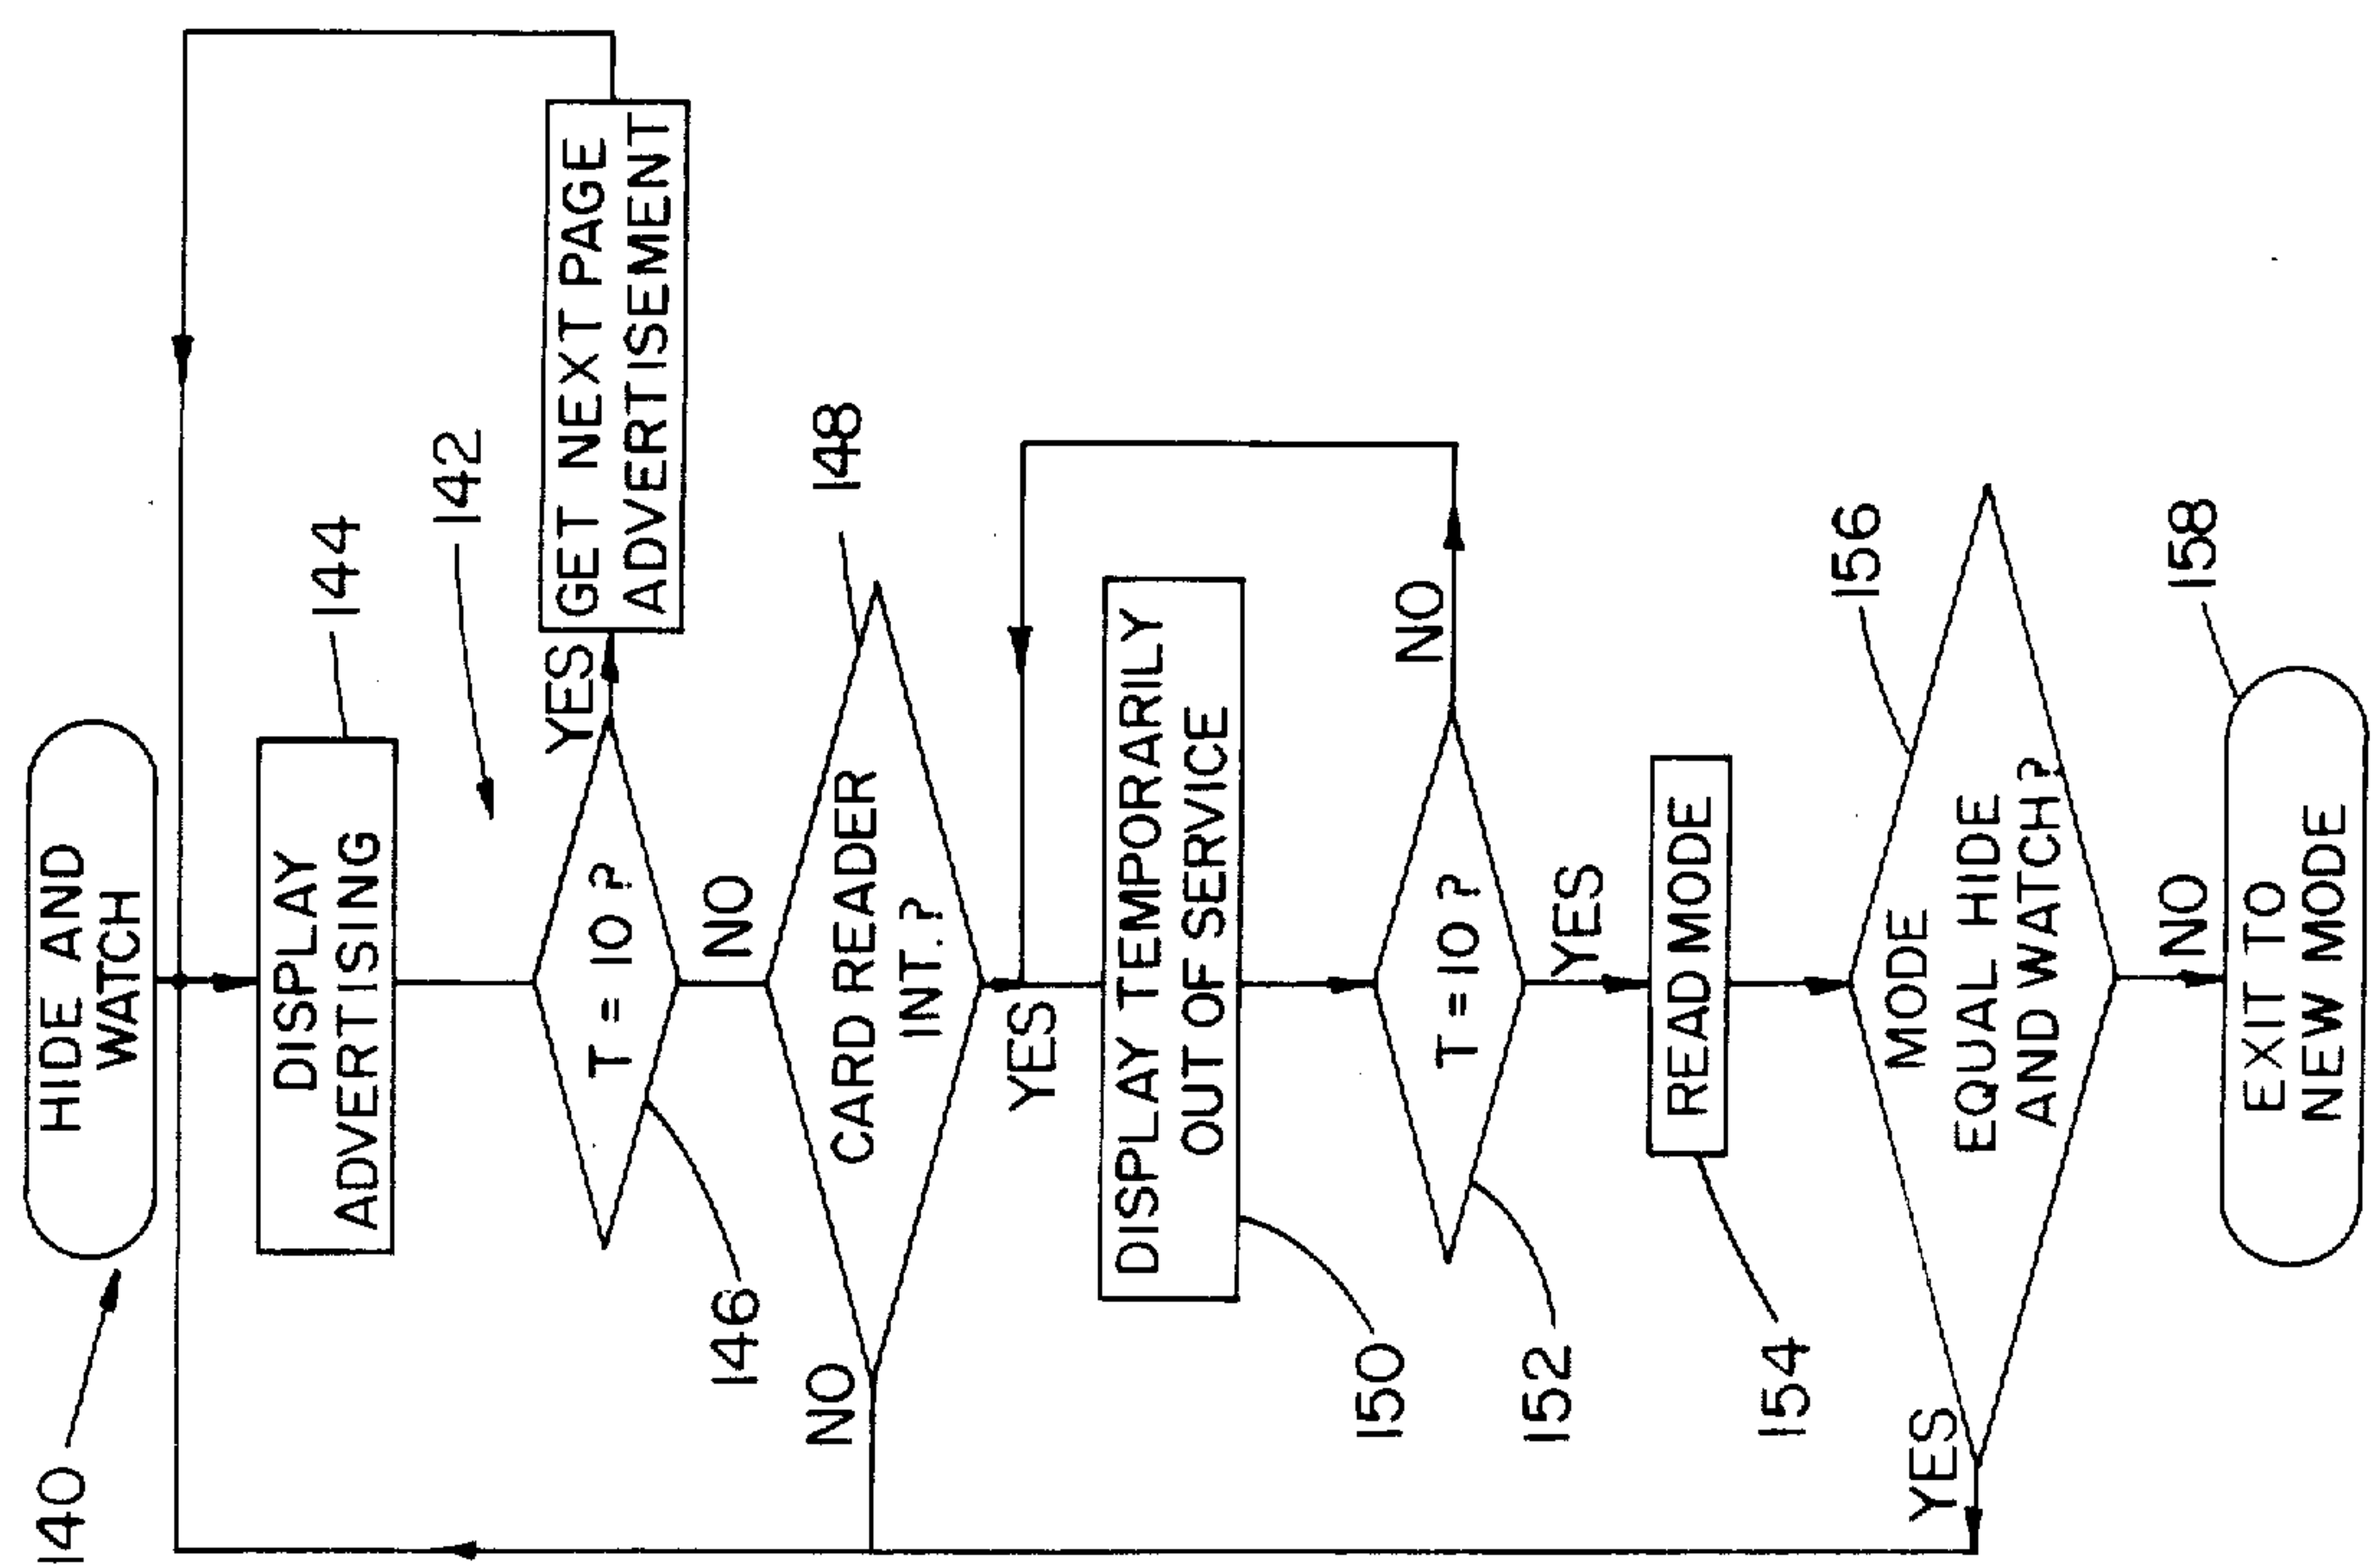 140
HIDE AND
WATCH
DISPLAY
ADVERTISING
144
142
T = 10 ?
146
YES
GET NEXT PAGE
ADVERTISEMENT
NO
CARD READER
INT.?
148
NO
YES
DISPLAY TEMPORARILY
OUT OF SERVICE
150
T = 10 ?
152
NO
YES
READ MODE
154
MODE
EQUAL HIDE
AND WATCH?
156
YES
NO
EXIT TO
NEW MODE
158